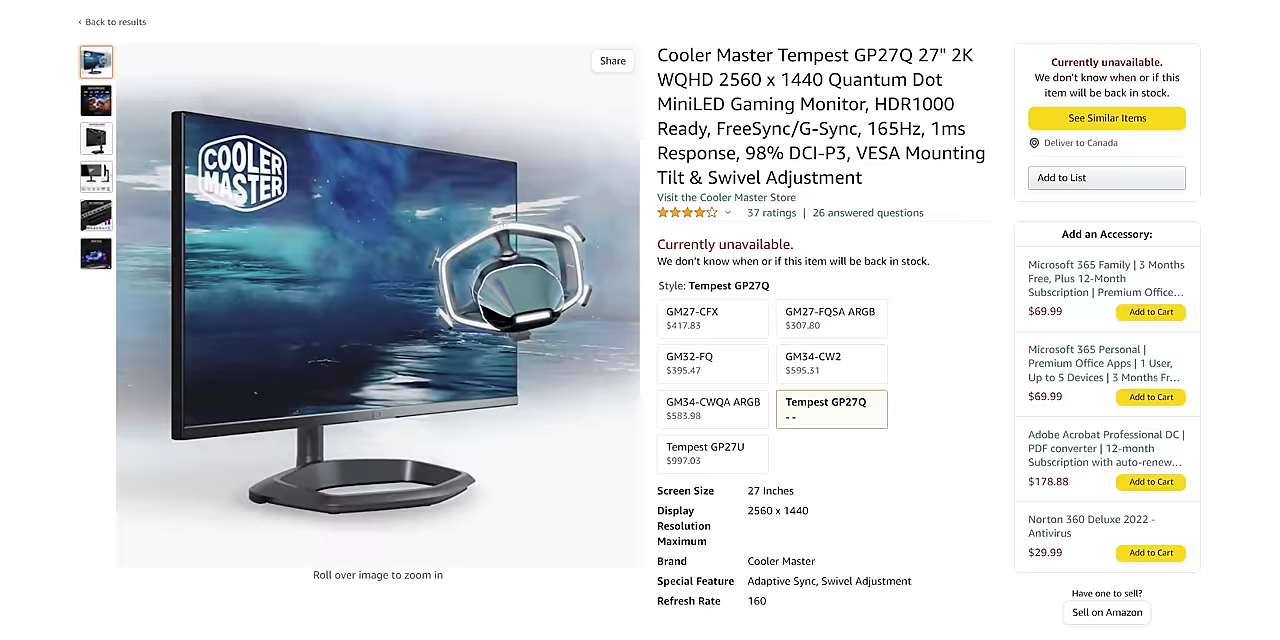 ‹ Back to results
Share
COOLER
MASTER
Roll over image to zoom in
Cooler Master Tempest GP27Q 27" 2K
WQHD 2560 x 1440 Quantum Dot
MiniLED Gaming Monitor, HDR1000
Ready, FreeSync/G-Sync, 165Hz, 1ms
Response, 98% DCI-P3, VESA Mounting
Tilt & Swivel Adjustment
Visit the Cooler Master Store
37 ratings | 26 answered questions
Currently unavailable.
We don't know when or if this item will be back in stock.
Style: Tempest GP27Q
GM27-CFX
$417.83
GM27-FQSA ARGB
$307.80
GM32-FQ
$395.47
GM34-CW2
$595.31
GM34-CWQA ARGB
$583.98
Tempest GP27Q
- -
Tempest GP27U
$997.03
Screen Size 27 Inches
Display 2560 x 1440
Resolution
Maximum
Brand Cooler Master
Special Feature Adaptive Sync, Swivel Adjustment
Refresh Rate 160
Currently unavailable.
We don't know when or if this
item will be back in stock.
See Similar Items
Deliver to Canada
Add to List
Add an Accessory:
Microsoft 365 Family | 3 Months
Free, Plus 12-Month
Subscription | Premium Office...
$69.99 Add to Cart
Microsoft 365 Personal |
Premium Office Apps | 1 User,
Up to 5 Devices | 3 Months Fr...
$69.99 Add to Cart
Adobe Acrobat Professional DC |
PDF converter | 12-month
Subscription with auto-renew...
$178.88 Add to Cart
Norton 360 Deluxe 2022 -
Antivirus
$29.99 Add to Cart
Have one to sell?
Sell on Amazon